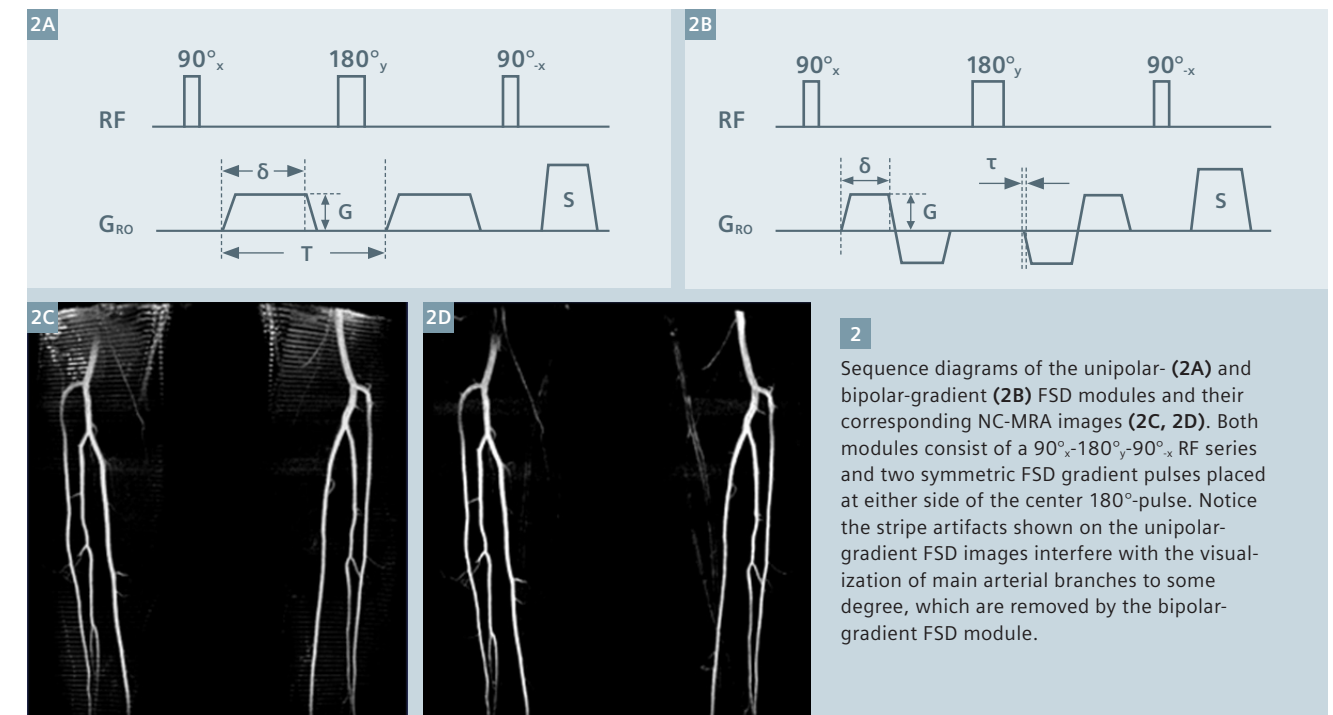 2A
90°x 180°y 90°-x
RF
δ
G
S
GRO
T
2B
90°x 180°y 90°-x
RF
δ
τ
G
S
GRO
2C
2D
2
Sequence diagrams of the unipolar- (2A) and
bipolar-gradient (2B) FSD modules and their
corresponding NC-MRA images (2C, 2D). Both
modules consist of a 90°x-180°y-90°-x RF series
and two symmetric FSD gradient pulses placed
at either side of the center 180°-pulse. Notice
the stripe artifacts shown on the unipolar-
gradient FSD images interfere with the visual-
ization of main arterial branches to some
degree, which are removed by the bipolar-
gradient FSD module.